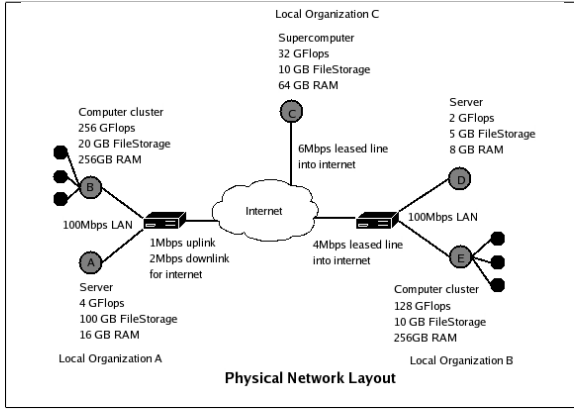 Local Organization C
Supercomputer
32 GFlops
10 GB FileStorage
64 GB RAM
C
6Mbps leased line
into internet
Computer cluster
256 GFlops
20 GB FileStorage
256GB RAM
B
100Mbps LAN
A
Server
4 GFlops
100 GB FileStorage
16 GB RAM
Local Organization A
1Mbps uplink
2Mbps downlink
for internet
Internet
4Mbps leased line
into internet
Server
2 GFlops
5 GB FileStorage
8 GB RAM
D
100Mbps LAN
E
Computer cluster
128 GFlops
10 GB FileStorage
256GB RAM
Local Organization B
Physical Network Layout